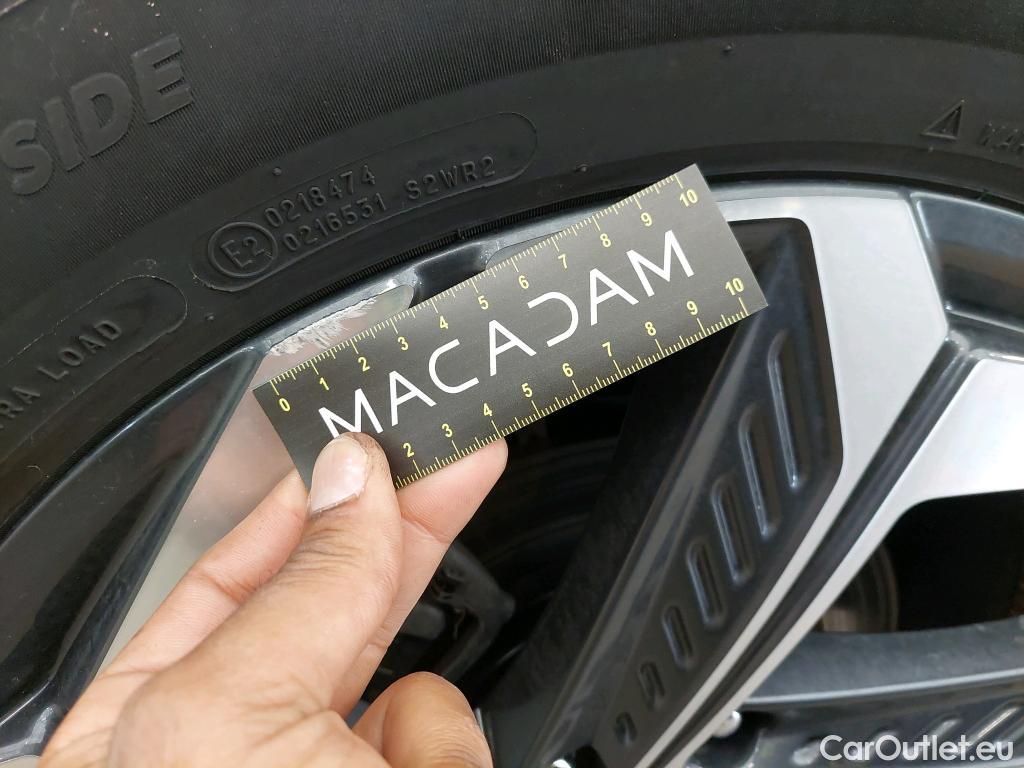 SIDE
E2
0218474
0216531 S2WR2
RA LOAD
WAR
0 1 2 3 4 5 6 7 8 9 10
MACADAM
2 3 4 5 6 7 8 9 10
CarOutlet.eu